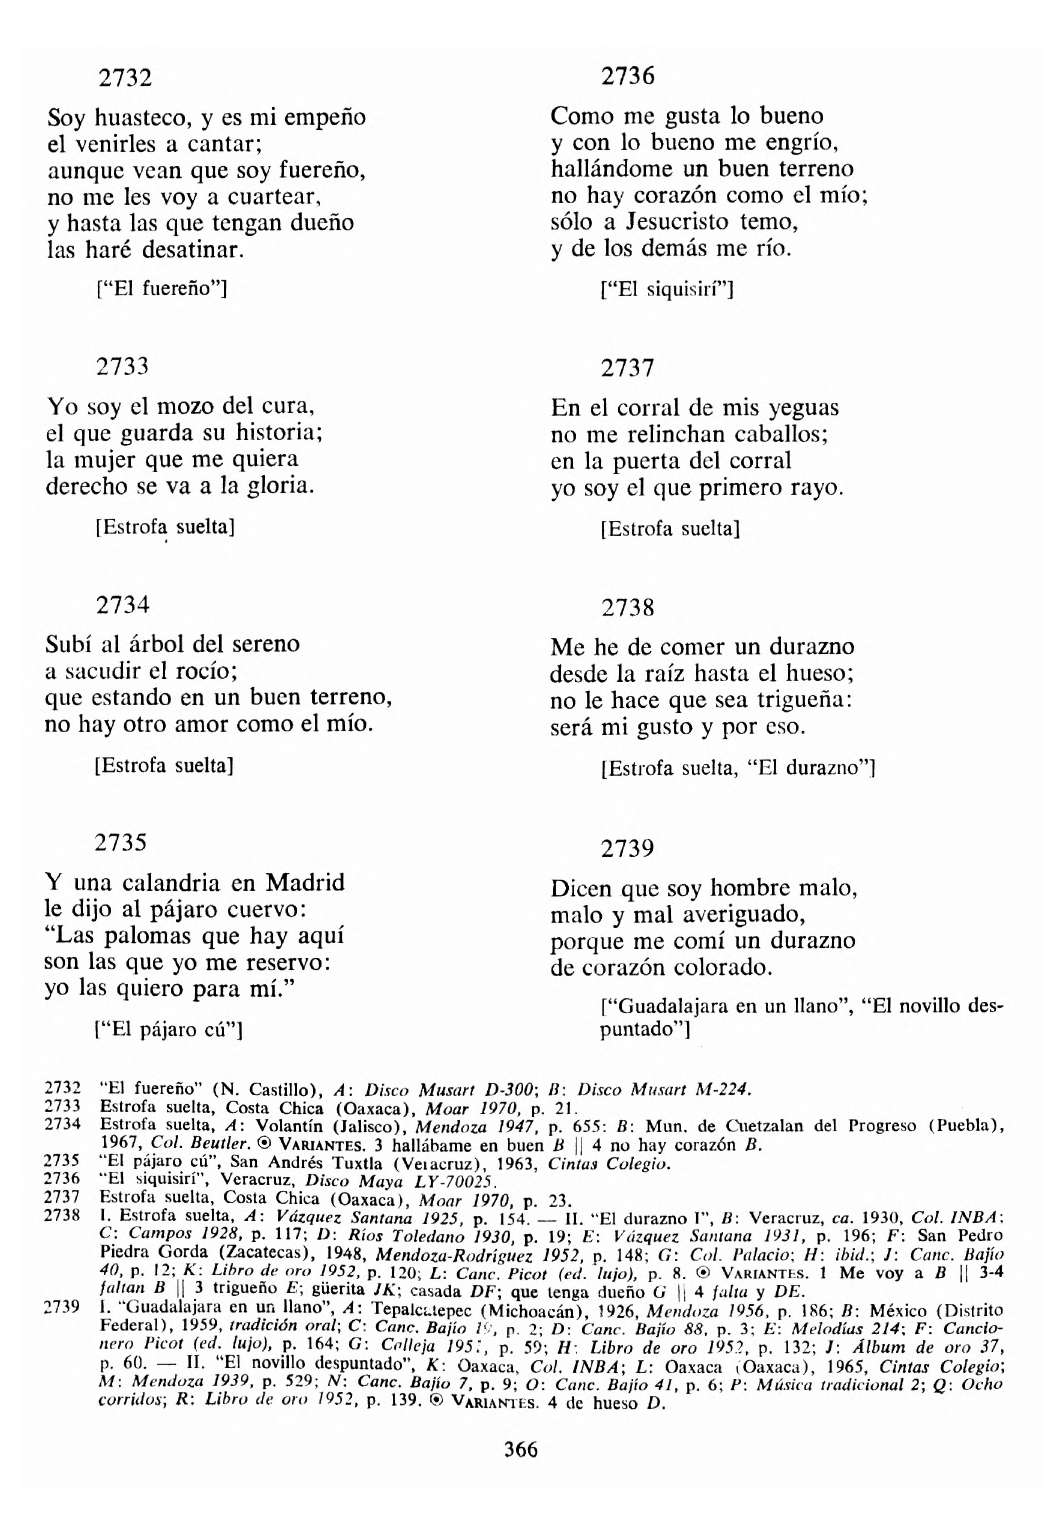 2732
Soy huasteco, y es mi empeño
el venirles a cantar;
aunque vean que soy fuereño,
no me les voy a cuartear,
y hasta las que tengan dueño
las haré desatinar.
[“El fuereño”]
2733
Yo soy el mozo del cura,
el que guarda su historia;
la mujer que me quiera
derecho se va a la gloria.
[Estrofa suelta]
2734
Subí al árbol del sereno
a sacudir el rocío;
que estando en un buen terreno,
no hay otro amor como el mío.
[Estrofa suelta]
2735
Y una calandria en Madrid
le dijo al pájaro cuervo:
“Las palomas que hay aquí
son las que yo me reservo:
yo las quiero para mí.”
[“El pájaro cú”]
2736
Como me gusta lo bueno
y con lo bueno me engrío,
hallándome un buen terreno
no hay corazón como el mío;
sólo a Jesucristo temo,
y de los demás me río.
[“El siquisirí”]
2737
En el corral de mis yeguas
no me relinchan caballos;
en la puerta del corral
yo soy el que primero rayo.
[Estrofa suelta]
2738
Me he de comer un durazno
desde la raíz hasta el hueso;
no le hace que sea trigueña:
será mi gusto y por eso.
[Estrofa suelta, “El durazno”]
2739
Dicen que soy hombre malo,
malo y mal averiguado,
porque me comí un durazno
de corazón colorado.
[“Guadalajara en un llano”, “El novillo des-
puntado”]
2732 “El fuereño” (N. Castillo), A: Disco Musart D-300; B: Disco Musart M-224.
2733 Estrofa suelta, Costa Chica (Oaxaca), Moar 1970, p. 21.
2734 Estrofa suelta, A: Volantín (Jalisco), Mendoza 1947, p. 655: B: Mun. de Cuetzalan del Progreso (Puebla),
1967, Col. Beutler. ⊙ VARIANTES. 3 hallábame en buen B || 4 no hay corazón B.
2735 “El pájaro cú”, San Andrés Tuxtla (Veracruz), 1963, Cintas Colegio.
2736 “El siquisirí”, Veracruz, Disco Maya LY-70025.
2737 Estrofa suelta, Costa Chica (Oaxaca), Moar 1970, p. 23.
2738 I. Estrofa suelta, A: Vázquez Santana 1925, p. 154. — II. “El durazno I”, B: Veracruz, ca. 1930, Col. INBA;
C: Campos 1928, p. 117; D: Ríos Toledano 1930, p. 19; E: Vázquez Santana 1931, p. 196; F: San Pedro
Piedra Gorda (Zacatecas), 1948, Mendoza-Rodríguez 1952, p. 148; G: Col. Palacio; H: ibid.; J: Canc. Bajío
40, p. 12; K: Libro de oro 1952, p. 120; L: Canc. Picot (ed. lujo), p. 8. ⊙ VARIANTES. 1 Me voy a B || 3-4
faltan B || 3 trigueño E; güerita JK; casada DF; que tenga dueño G || 4 falta y DE.
2739 I. “Guadalajara en un llano”, A: Tepalcatepec (Michoacán), 1926, Mendoza 1956, p. 186; B: México (Distrito
Federal), 1959, tradición oral; C: Canc. Bajío p. 2; D: Canc. Bajío 88, p. 3; E: Melodías 214; F: Cancio-
nero Picot (ed. lujo), p. 164; G: Calleja p. 59; H: Libro de oro 1952, p. 132; J: Álbum de oro 37,
p. 60. — II. “El novillo despuntado”, K: Oaxaca, Col. INBA; L: Oaxaca (Oaxaca), 1965, Cintas Colegio;
M: Mendoza 1939, p. 529; N: Canc. Bajío 7, p. 9; O: Canc. Bajío 41, p. 6; P: Música tradicional 2; Q: Ocho
corridos; R: Libro de oro 1952, p. 139. ⊙ VARIANTES. 4 de hueso D.
366